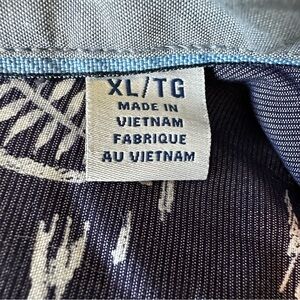 XL/TG
MADE IN
VIETNAM
FABRIQUE
AU VIETNAM